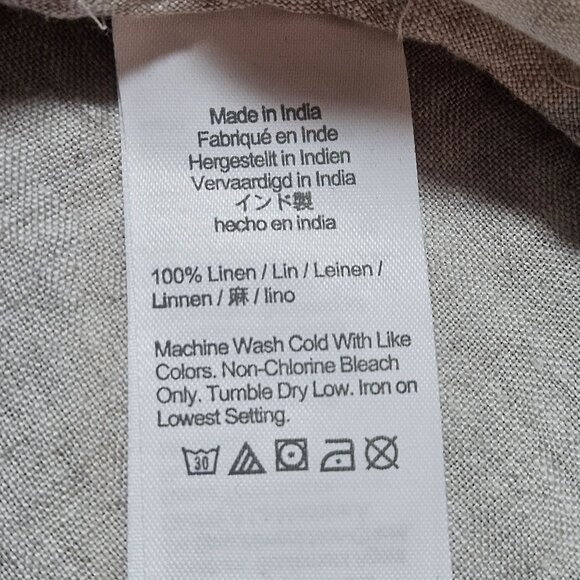 Made in India
Fabriqué en Inde
Hergestellt in Indien
Vervaardigd in India
インド製
hecho en india
100% Linen / Lin / Leinen /
Linnen / 麻 / lino
Machine Wash Cold With Like
Colors. Non-Chlorine Bleach
Only. Tumble Dry Low. Iron on
Lowest Setting.
30